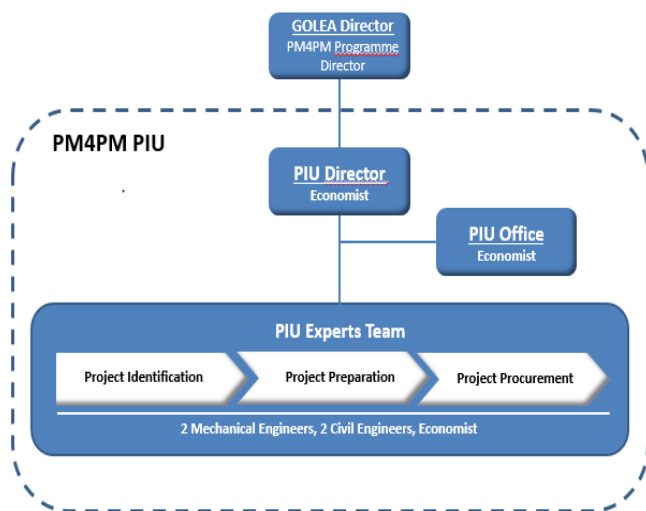 GOLEA Director
PM4PM Programme
Director
PM4PM PIU
PIU Director
Economist
PIU Office
Economist
PIU Experts Team
Project Identification
Project Preparation
Project Procurement
2 Mechanical Engineers, 2 Civil Engineers, Economist